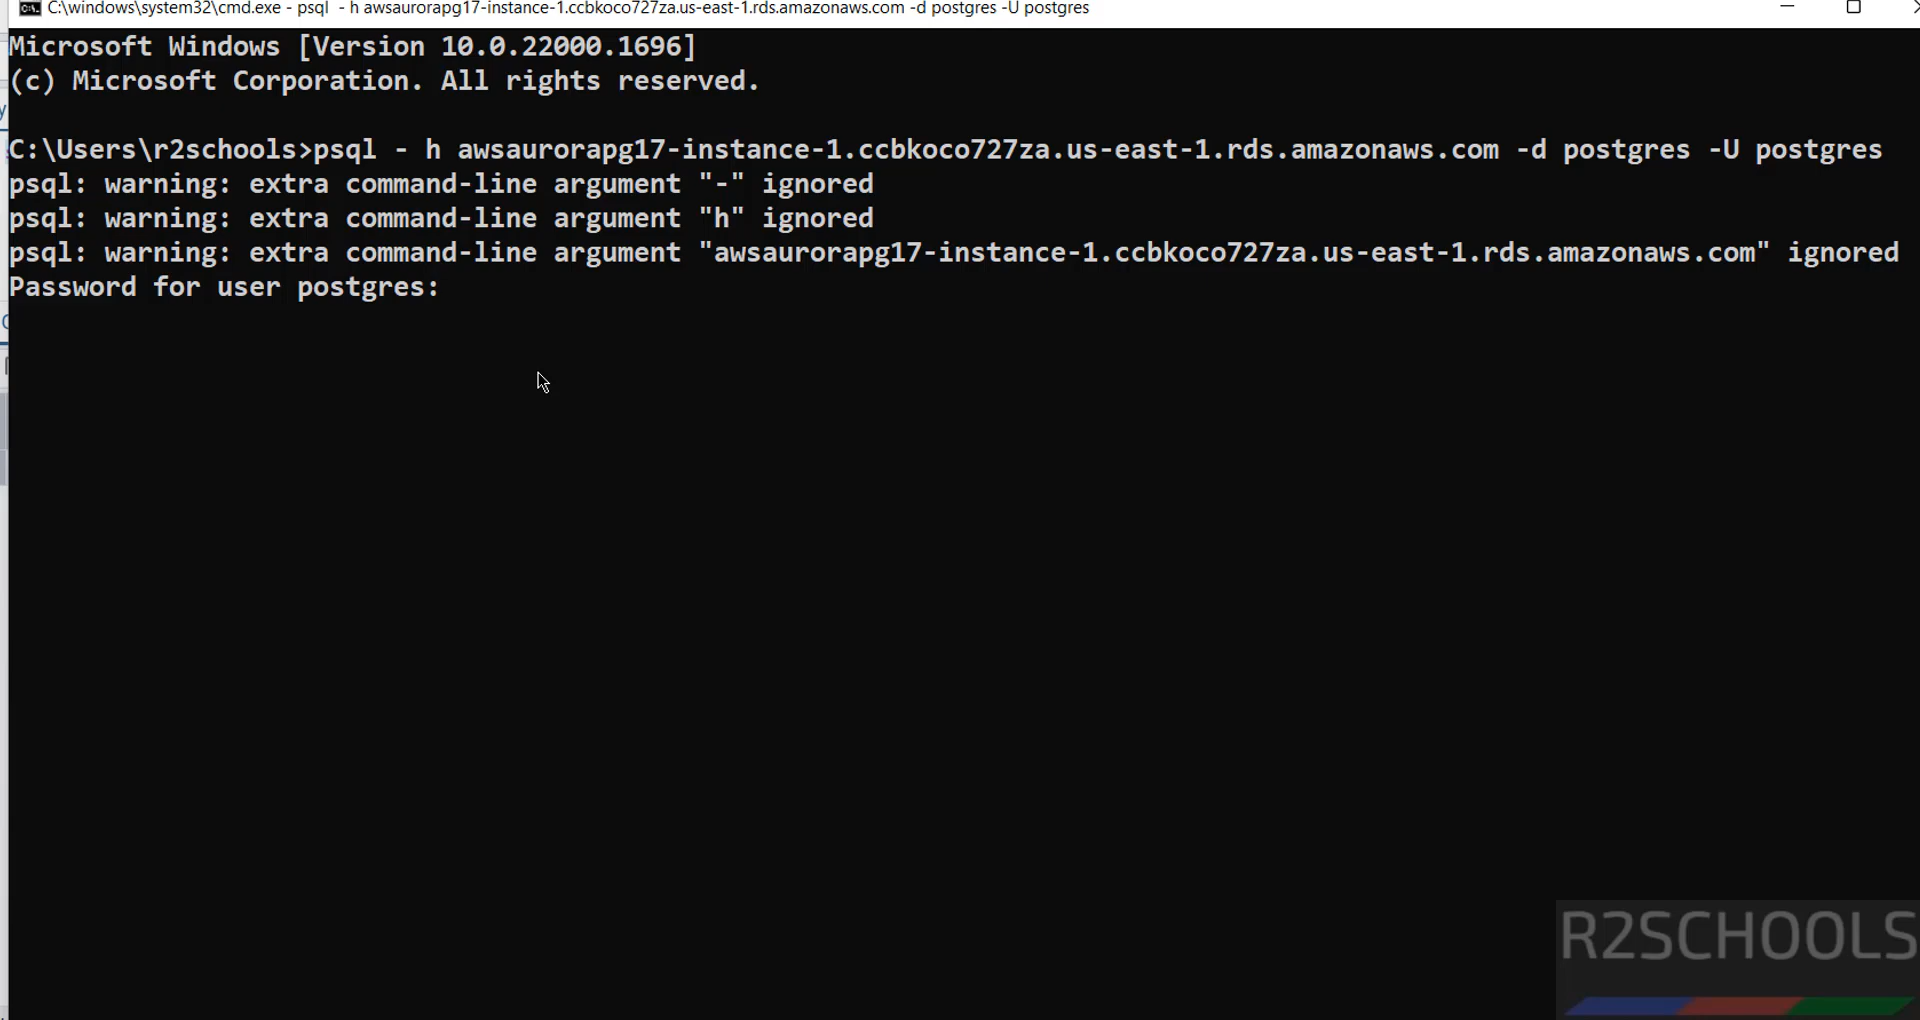 C:\windows\system32\cmd.exe - psql  - h awsaurorapg17-instance-1.ccbkoco727za.us-east-1.rds.amazonaws.com -d postgres -U postgres
Microsoft Windows [Version 10.0.22000.1696]
(c) Microsoft Corporation. All rights reserved.
C:\Users\r2schools>psql - h awsaurorapg17-instance-1.ccbkoco727za.us-east-1.rds.amazonaws.com -d postgres -U postgres
psql: warning: extra command-line argument "-" ignored
psql: warning: extra command-line argument "h" ignored
psql: warning: extra command-line argument "awsaurorapg17-instance-1.ccbkoco727za.us-east-1.rds.amazonaws.com" ignored
Password for user postgres:
R2SCHOOLS